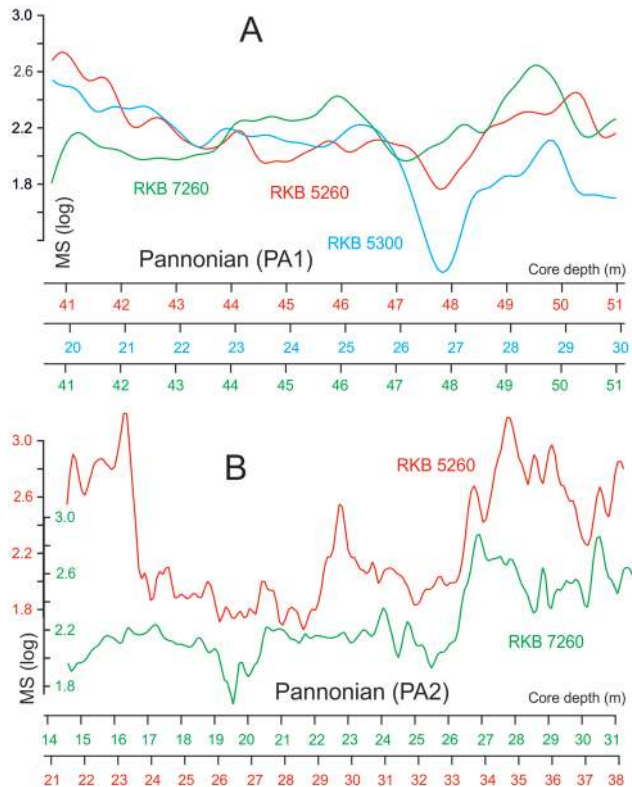 3.0
A
2.6
2.2
1.8
RKB 7260 RKB 5260
RKB 5300
MS (log)
Pannonian (PA1)
Core depth (m)
41 42 43 44 45 46 47 48 49 50 51
20 21 22 23 24 25 26 27 28 29 30
41 42 43 44 45 46 47 48 49 50 51
3.0
B
RKB 5260
2.6
3.0
2.2
2.6
1.8
2.2
RKB 7260
1.8
MS (log)
Pannonian (PA2)
Core depth (m)
14 15 16 17 18 19 20 21 22 23 24 25 26 27 28 29 30 31
21 22 23 24 25 26 27 28 29 30 31 32 33 34 35 36 37 38